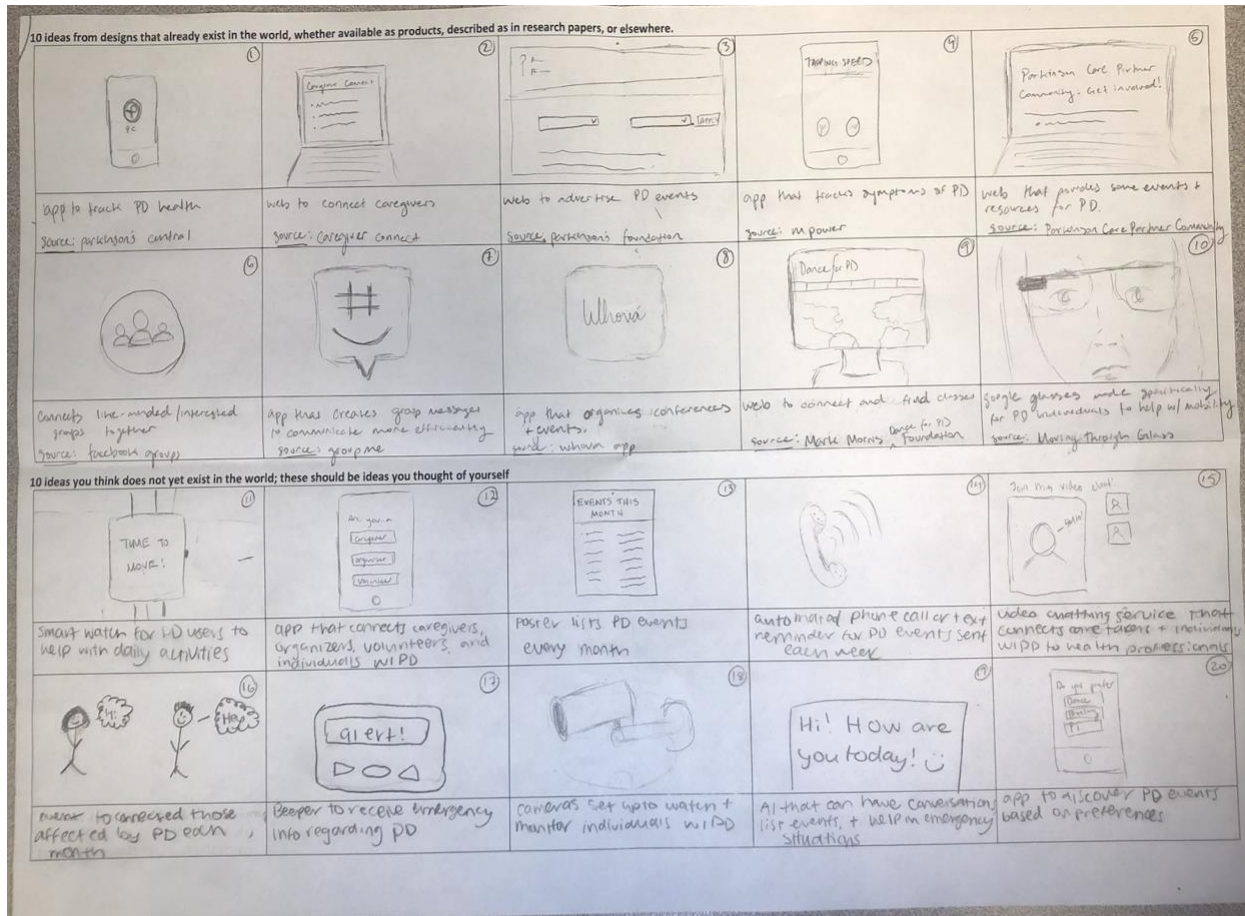 10 ideas from designs that already exist in the world, whether available as products, described as in research papers, or elsewhere.
1
PC
app to track PD health
source: parkinson's central
2
Caregiver Connect
web to connect caregivers
source: Caregiver connect
3
?
web to advertise PD events
source: parkinson's foundation
4
TAPPING SPEED
app that tracks symptoms of PD
source: mpower
5
Parkinson Care Partner
Community. Get involved!
web that provides some events +
resources for PD.
source: Parkinson Care Partner Community
6
Connects like-minded/interested
groups together
source: facebook groups
7
#
app that creates group messages
to communicate more efficiently
source: groupme
8
Whova
app that organizes conferences
+ events.
source: whova app
9
Dance for PD
web to connect and find classes
source: Mark Morris Dance for PD Foundation
10
google glasses made specifically
for PD individuals to help w/ mobility
source: Moving Through Glass
10 ideas you think does not yet exist in the world; these should be ideas you thought of yourself
11
TIME TO
MOVE!
Smart watch for PD users to
help with daily activities
12
Are you a
caregiver
organizer
volunteer
app that connects caregivers,
organizers, volunteers, and
individuals w/PD
13
EVENTS THIS
MONTH
Poster lists PD events
every month
14
automated phone call or text
reminder for PD events sent
each week
15
Join my video chat!
video chatting service that
connects care takers + individuals
w/PD to health professionals
16
Hi
Hey
event to connected those
affected by PD each
month
17
alert!
Beeper to receive emergency
info regarding PD
18
cameras set up to watch +
monitor individuals w/PD
19
Hi! How are
you today!
AI that can have conversations
list events, + help in emergency
situations
20
Do you prefer
Dance
app to discover PD events
based on preferences